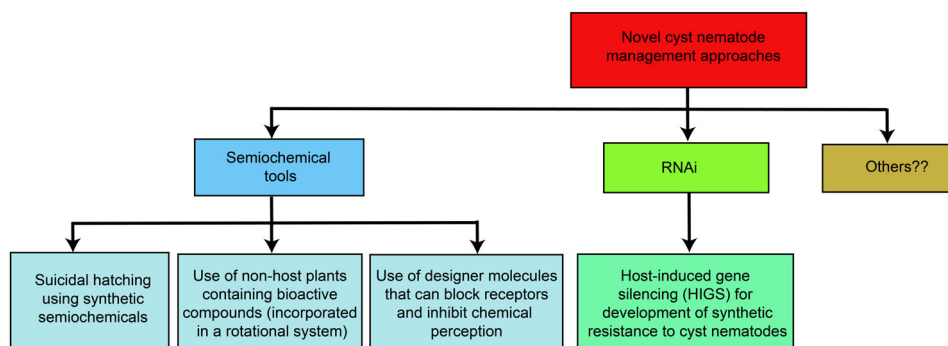 Novel cyst nematode
management approaches
Semiochemical
tools
RNAi
Others??
Suicidal hatching
using synthetic
semiochemicals
Use of non-host plants
containing bioactive
compounds (incorporated
in a rotational system)
Use of designer molecules
that can block receptors
and inhibit chemical
perception
Host-induced gene
silencing (HIGS) for
development of synthetic
resistance to cyst nematodes